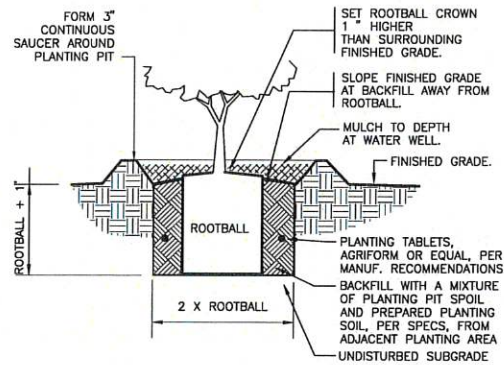 FORM 3"
CONTINUOUS
SAUCER AROUND
PLANTING PIT
SET ROOTBALL CROWN
1 " HIGHER
THAN SURROUNDING
FINISHED GRADE.
SLOPE FINISHED GRADE
AT BACKFILL AWAY FROM
ROOTBALL.
MULCH TO DEPTH
AT WATER WELL.
FINISHED GRADE.
ROOTBALL + 1"
ROOTBALL
PLANTING TABLETS,
AGRIFORM OR EQUAL, PER
MANUF. RECOMMENDATIONS
2 X ROOTBALL
BACKFILL WITH A MIXTURE
OF PLANTING PIT SPOIL
AND PREPARED PLANTING
SOIL, PER SPECS, FROM
ADJACENT PLANTING AREA
UNDISTURBED SUBGRADE